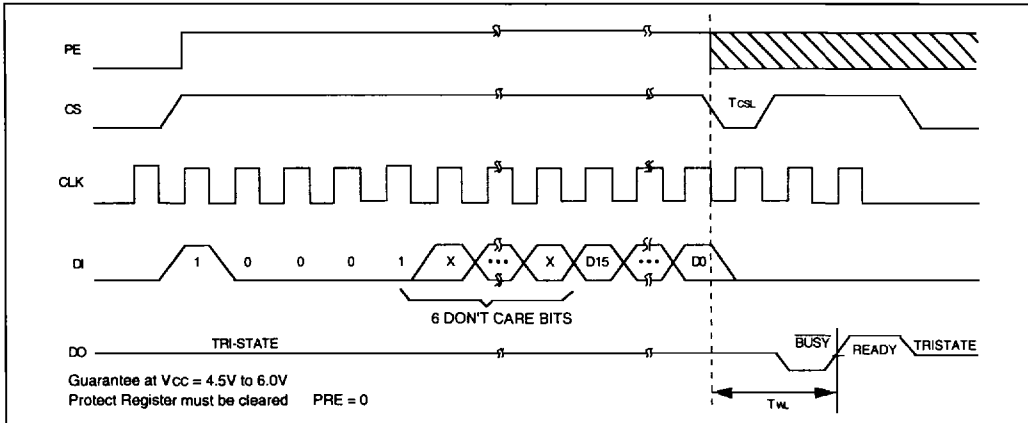 PE
CS
TCSL
CLK
DI
1 0 0 0 1 X ••• X D15 ••• D0
6 DON'T CARE BITS
DO
TRI-STATE
BUSY
READY
TRISTATE
Guarantee at VCC = 4.5V to 6.0V
Protect Register must be cleared PRE = 0
TWL